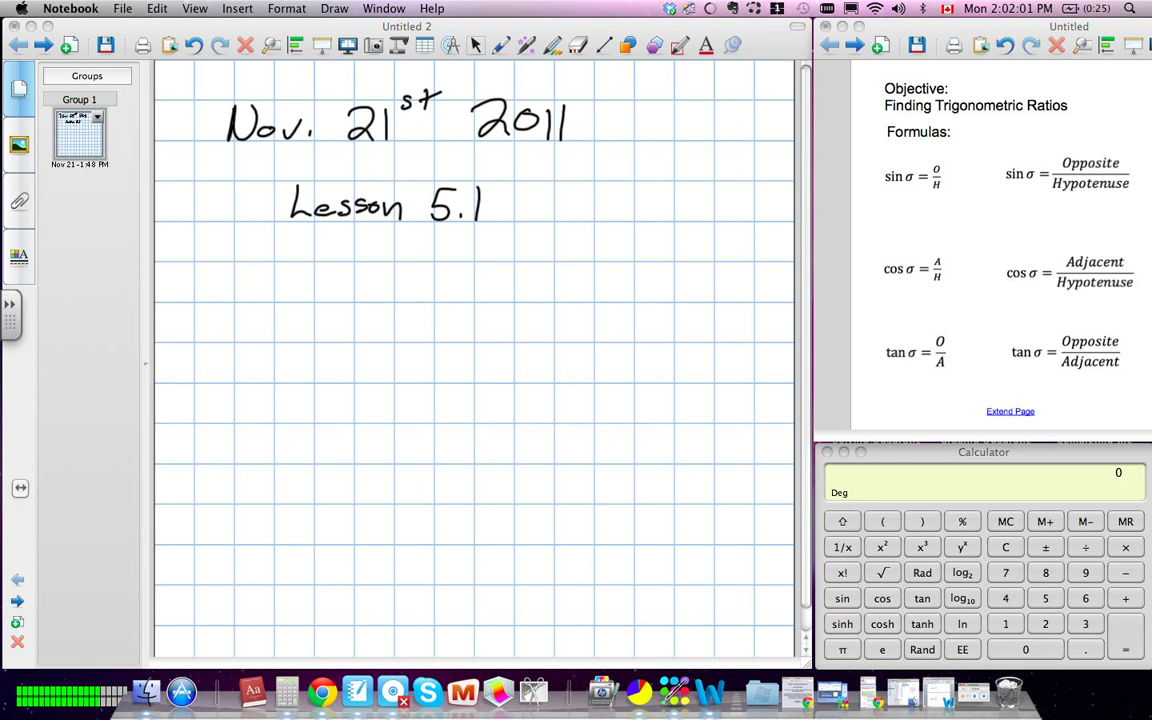 Notebook File Edit View Insert Format Draw Window Help
1 Mon 2:02:01 PM (0:25)
Untitled 2
Untitled
Groups
Group 1
Nov 21 -1:48 PM
Nov. 21st 2011
Lesson 5.1
Objective:
Finding Trigonometric Ratios
Formulas:
sin σ = O/H sin σ = Opposite/Hypotenuse
cos σ = A/H cos σ = Adjacent/Hypotenuse
tan σ = O/A tan σ = Opposite/Adjacent
Extend Page
Calculator
0
Deg
( ) % MC M+ M- MR
1/x x² x³ yˣ C ± ÷ ×
x! √ Rad log₂ 7 8 9 −
sin cos tan log₁₀ 4 5 6 +
sinh cosh tanh ln 1 2 3
π e Rand EE 0 . =
Aa